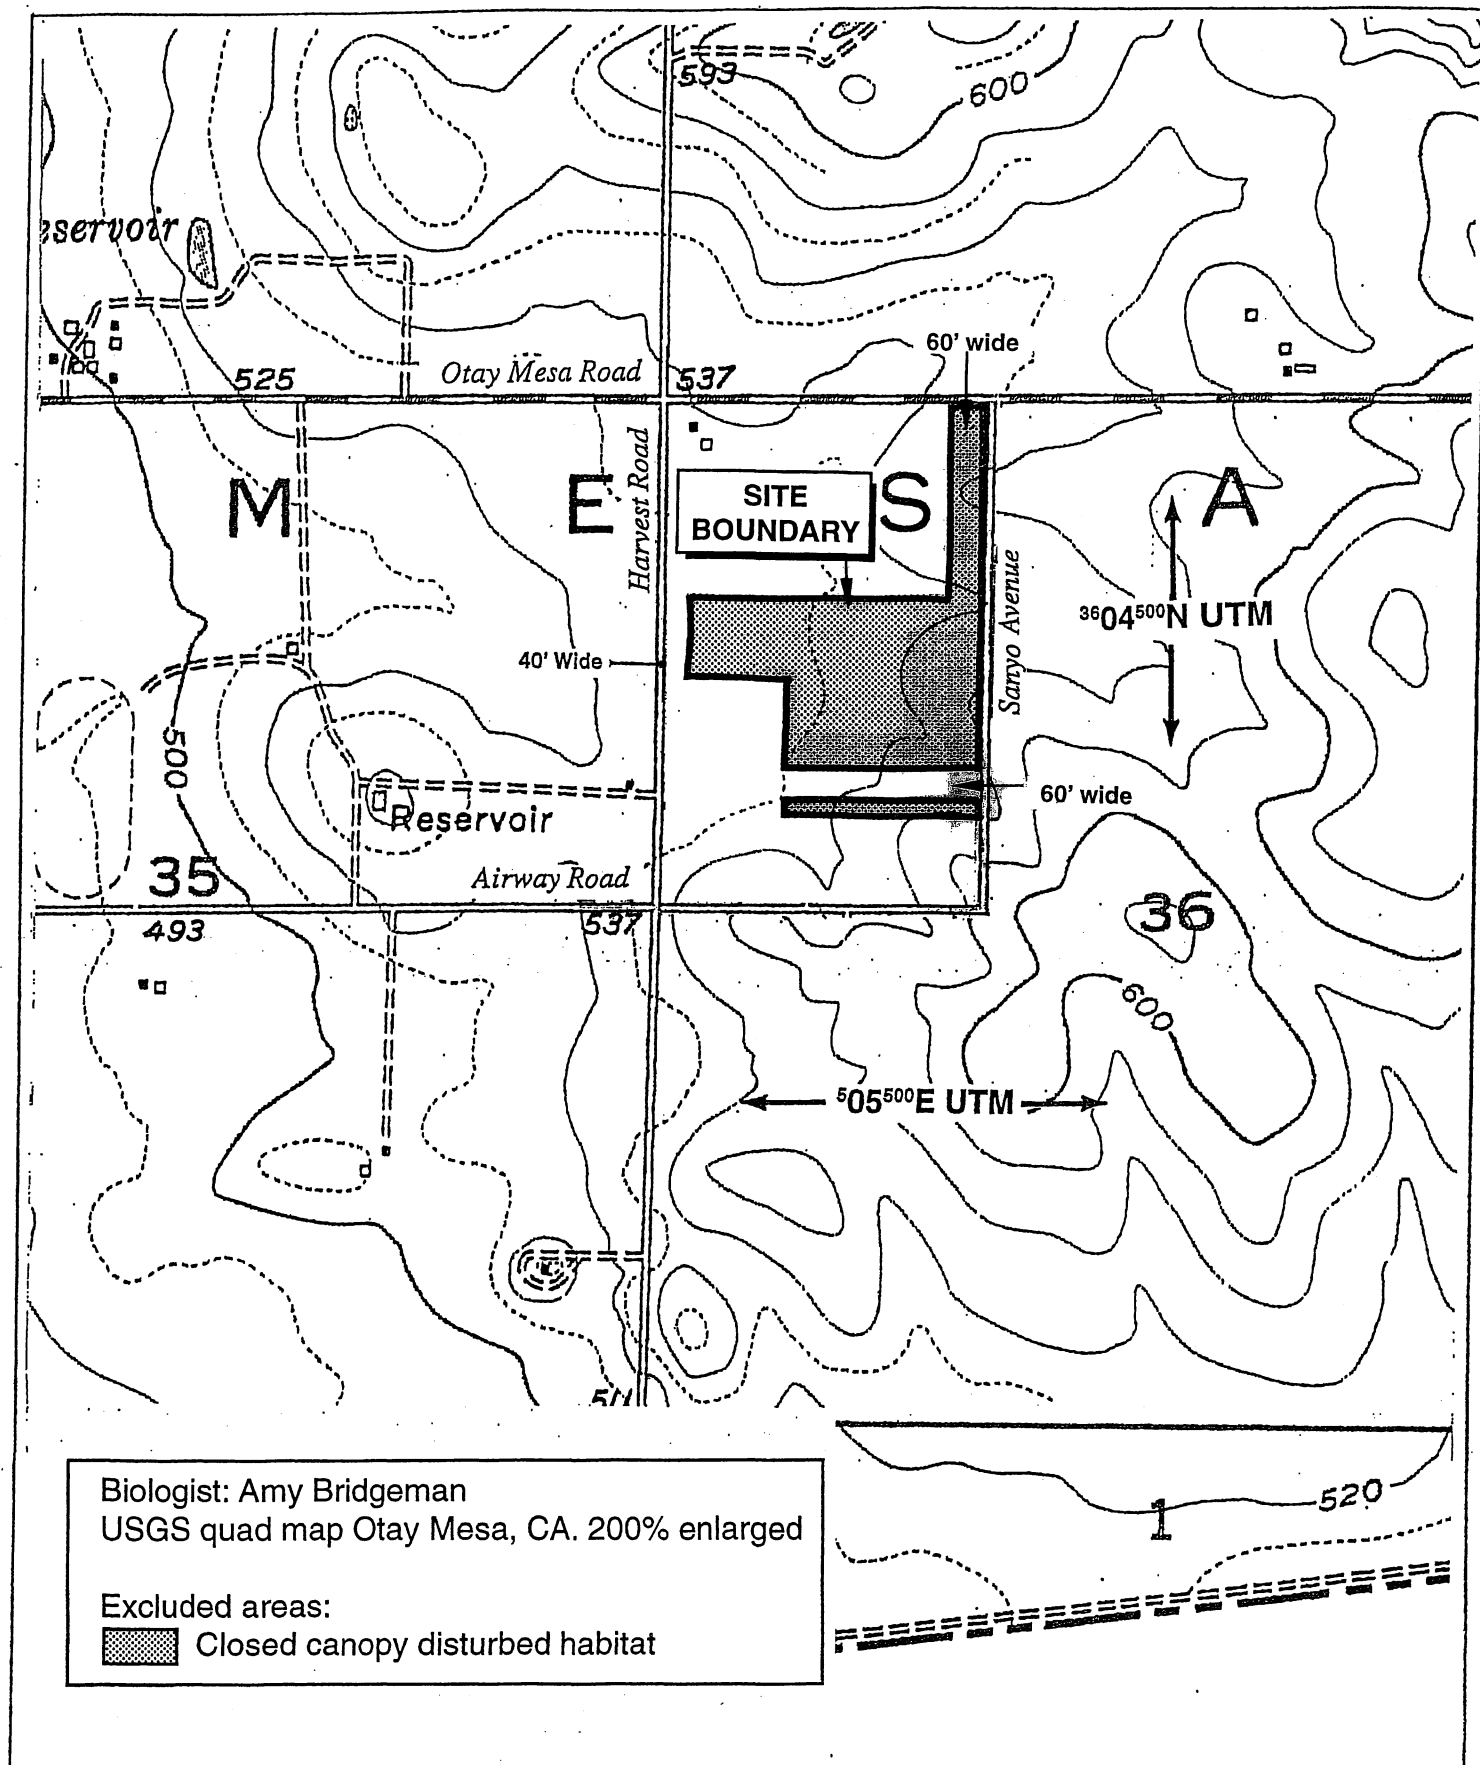 593
600
eservoir
60' wide
525
Otay Mesa Road
537
M
E
S
A
Harvest Road
SITE
BOUNDARY
Sanyo Avenue
3604500N UTM
40' Wide
500
60' wide
Reservoir
35
Airway Road
493
537
36
600
505500E UTM
520
1
Biologist: Amy Bridgeman
USGS quad map Otay Mesa, CA. 200% enlarged
Excluded areas:
Closed canopy disturbed habitat